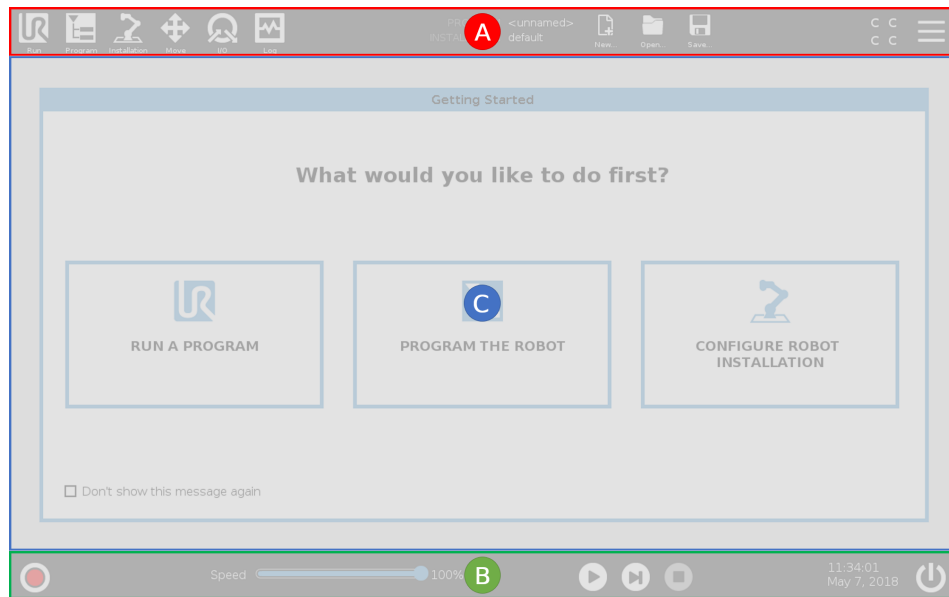 <unnamed>
default
C C
C C
Run
Program
Installation
Move
I/O
Log
A
New...
Open...
Save...
Getting Started
What would you like to do first?
C
RUN A PROGRAM
PROGRAM THE ROBOT
CONFIGURE ROBOT
INSTALLATION
Don't show this message again
Speed
100%
B
11:34:01
May 7, 2018